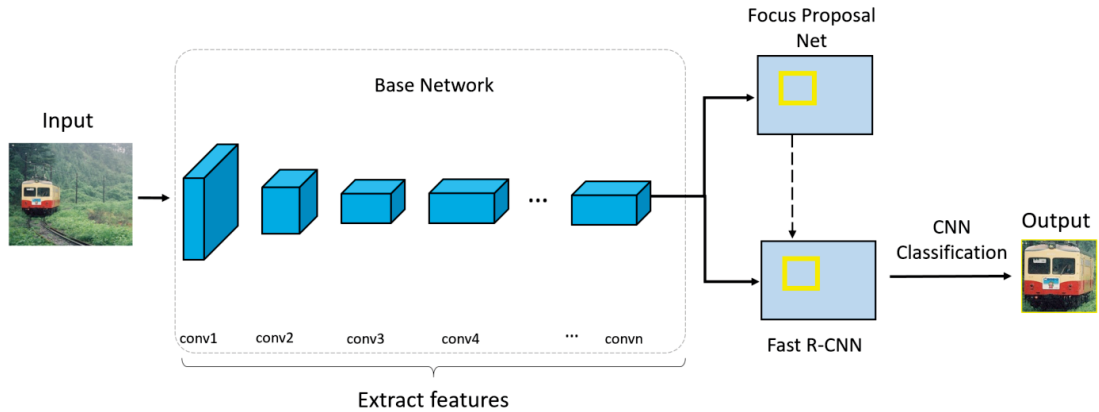 Focus Proposal
Net
Base Network
Input
...
CNN
Classification
Output
conv1
conv2
conv3
conv4
...
convn
Fast R-CNN
Extract features